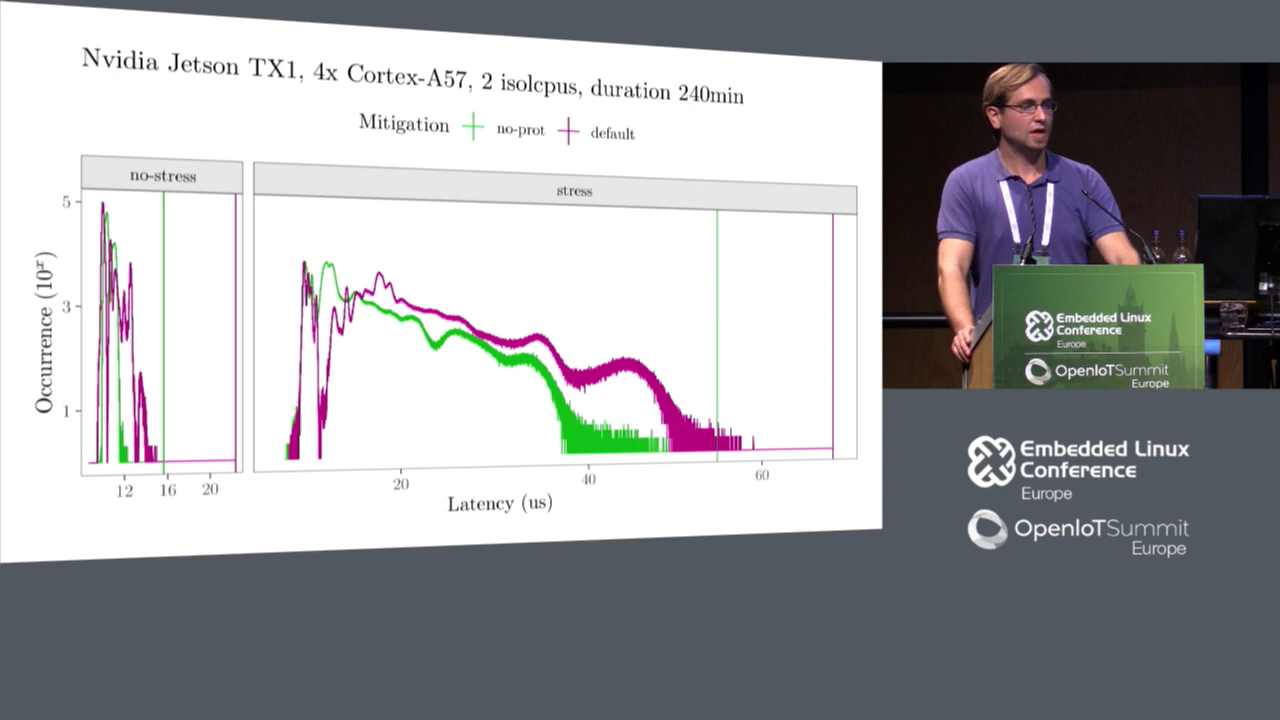 Nvidia Jetson TX1, 4x Cortex-A57, 2 isolcpus, duration 240min
Mitigation no-prot default
no-stress
stress
Occurrence (10^x)
5
3
1
12 16 20
20 40 60
Latency (us)
Embedded Linux
Conference
Europe
OpenIoTSummit
Europe
Embedded Linux
Conference
Europe
OpenIoTSummit
Europe